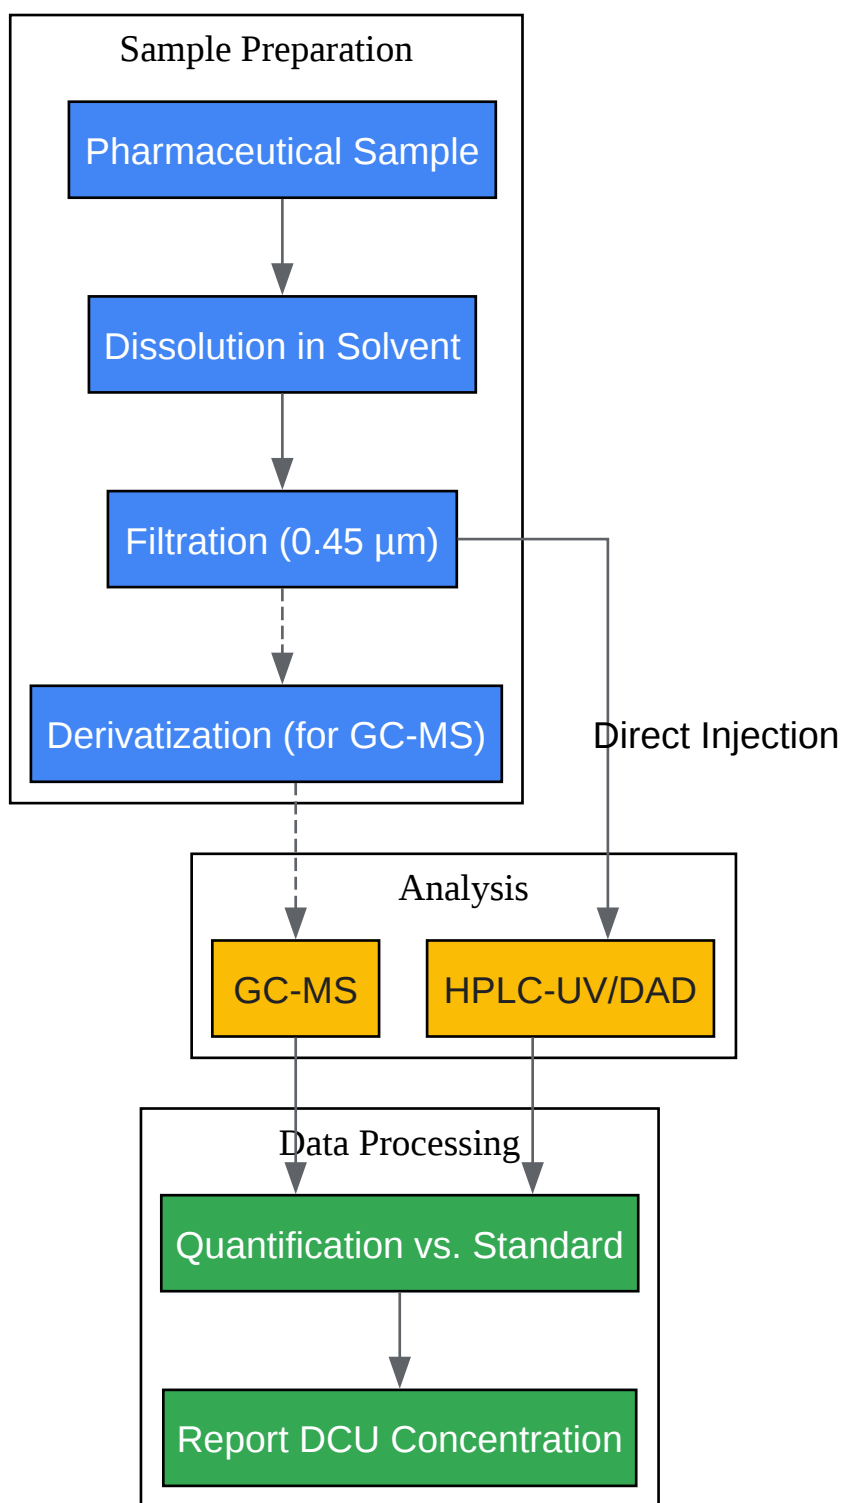 Sample Preparation
Pharmaceutical Sample
Dissolution in Solvent
Filtration (0.45 µm)
Derivatization (for GC-MS)
Direct Injection
Analysis
GC-MS
HPLC-UV/DAD
Data Processing
Quantification vs. Standard
Report DCU Concentration